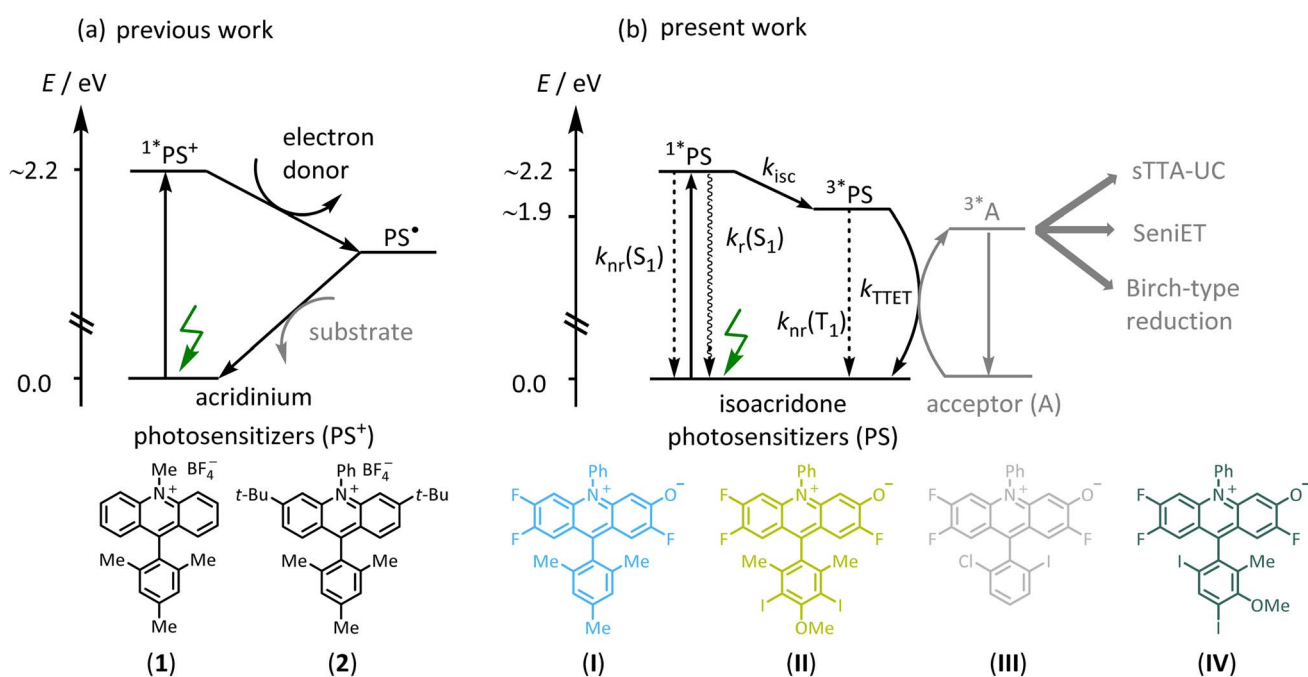 (a) previous work
E / eV
~2.2
0.0
1*PS+
electron
donor
PS•
substrate
acridinium
photosensitizers (PS+)
Me BF4−
N+
Me Me
Me
(1)
Ph BF4−
t-Bu N+ t-Bu
Me Me
Me
(2)
(b) present work
E / eV
~2.2
~1.9
0.0
1*PS
kisc
3*PS
knr(S1)
kr(S1)
knr(T1)
kTTET
3*A
sTTA-UC
SeniET
Birch-type
reduction
isoacridone
photosensitizers (PS)
acceptor (A)
Ph
F N+ O−
F F
Me Me
Me
(I)
Ph
F N+ O−
F F
Me Me
I I
OMe
(II)
Ph
F N+ O−
F F
Cl I
(III)
Ph
F N+ O−
F F
I Me
OMe
I
(IV)